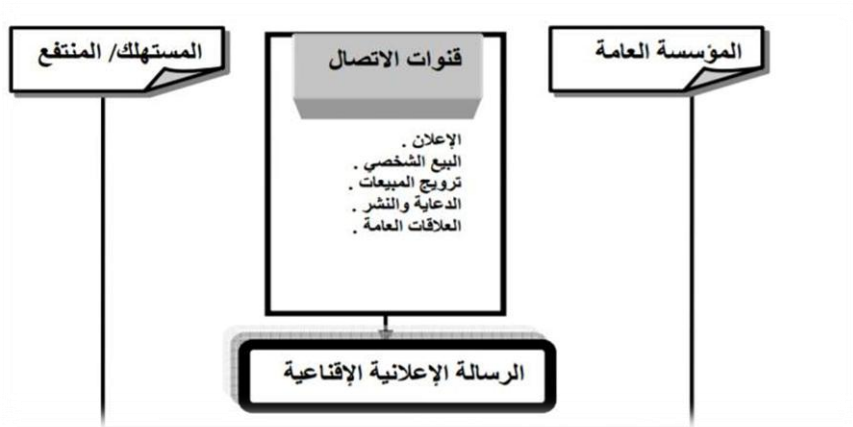 المؤسسة العامة
قنوات الاتصال
المستهلك/ المنتفع
الإعلان .
البيع الشخصي .
ترويج المبيعات .
الدعاية والنشر .
العلاقات العامة .
الرسالة الإعلانية الإقناعية